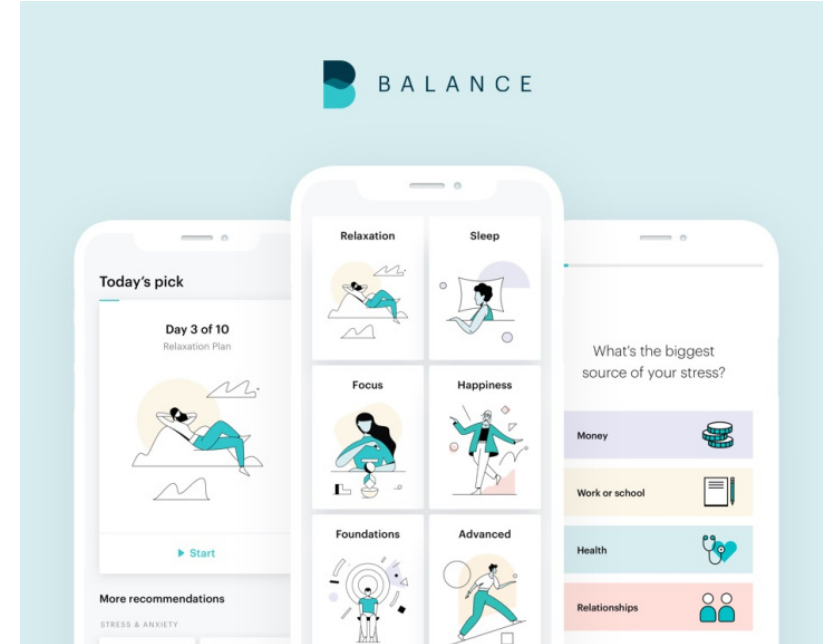 BALANCE
Today's pick
Day 3 of 10
Relaxation Plan
Start
More recommendations
STRESS & ANXIETY
Relaxation
Sleep
Focus
Happiness
Foundations
Advanced
What's the biggest
source of your stress?
Money
Work or school
Health
Relationships